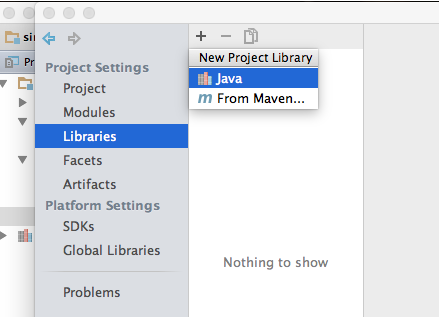 sin
Pr
Project Settings
Project
Modules
Libraries
Facets
Artifacts
Platform Settings
SDKs
Global Libraries
Problems
New Project Library
Java
From Maven...
Nothing to show